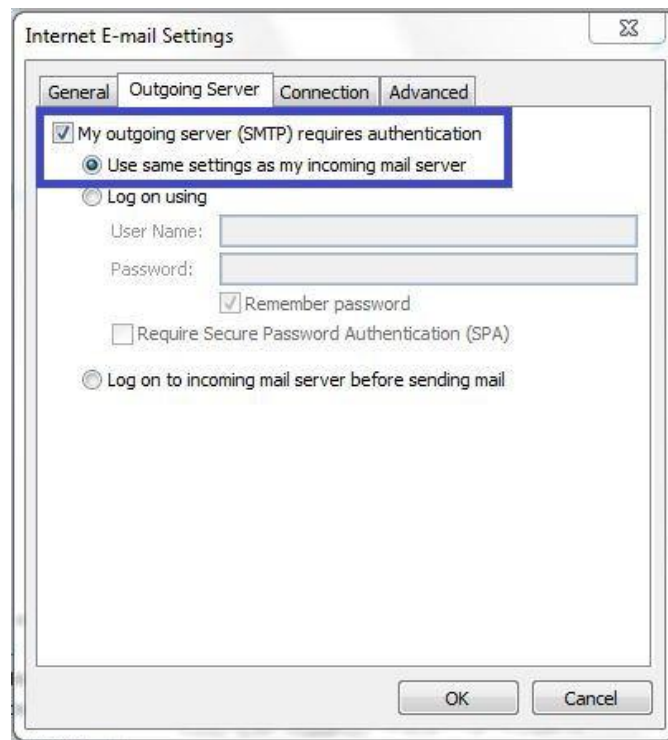 Internet E-mail Settings
General Outgoing Server Connection Advanced
My outgoing server (SMTP) requires authentication
Use same settings as my incoming mail server
Log on using
User Name:
Password:
Remember password
Require Secure Password Authentication (SPA)
Log on to incoming mail server before sending mail
OK Cancel